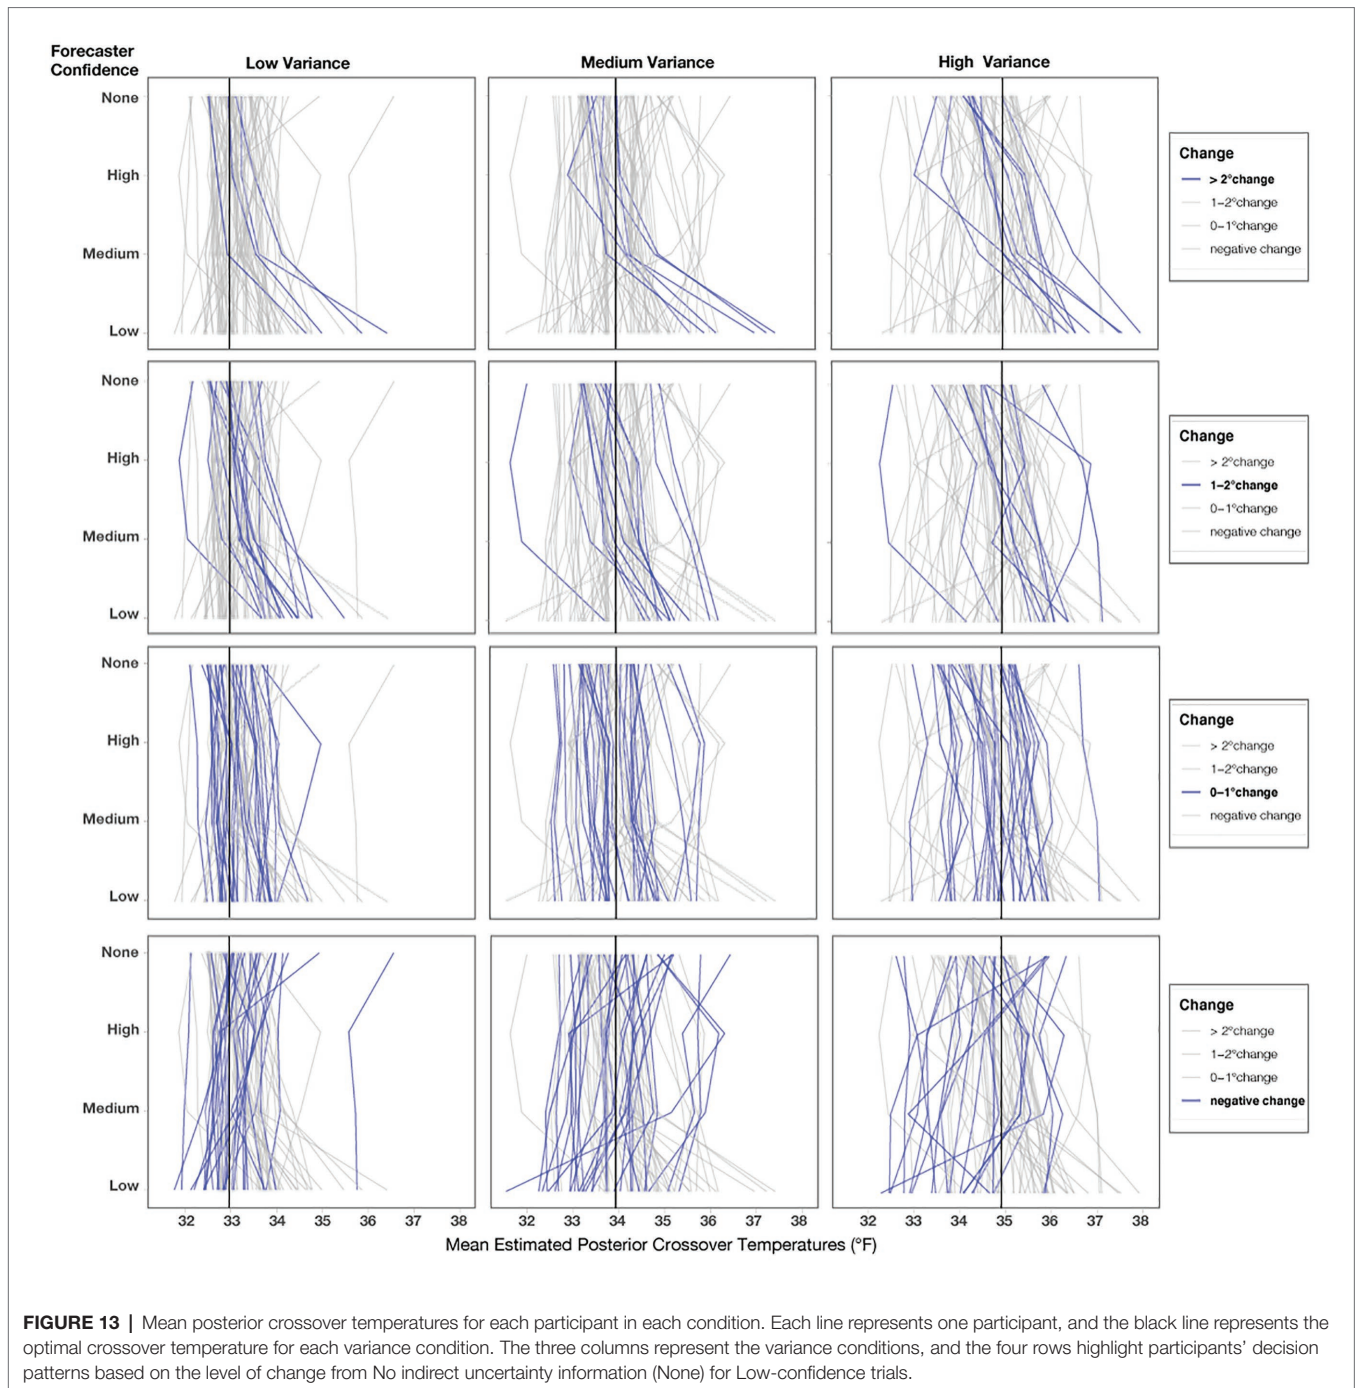 Forecaster
Confidence
Low Variance
Medium Variance
High Variance
None
High
Medium
Low
Change
> 2°change
1–2°change
0–1°change
negative change
None
High
Medium
Low
Change
> 2°change
1–2°change
0–1°change
negative change
None
High
Medium
Low
Change
> 2°change
1–2°change
0–1°change
negative change
None
High
Medium
Low
Change
> 2°change
1–2°change
0–1°change
negative change
32 33 34 35 36 37 38
32 33 34 35 36 37 38
32 33 34 35 36 37 38
Mean Estimated Posterior Crossover Temperatures (°F)
FIGURE 13 | Mean posterior crossover temperatures for each participant in each condition. Each line represents one participant, and the black line represents the
optimal crossover temperature for each variance condition. The three columns represent the variance conditions, and the four rows highlight participants’ decision
patterns based on the level of change from No indirect uncertainty information (None) for Low-confidence trials.